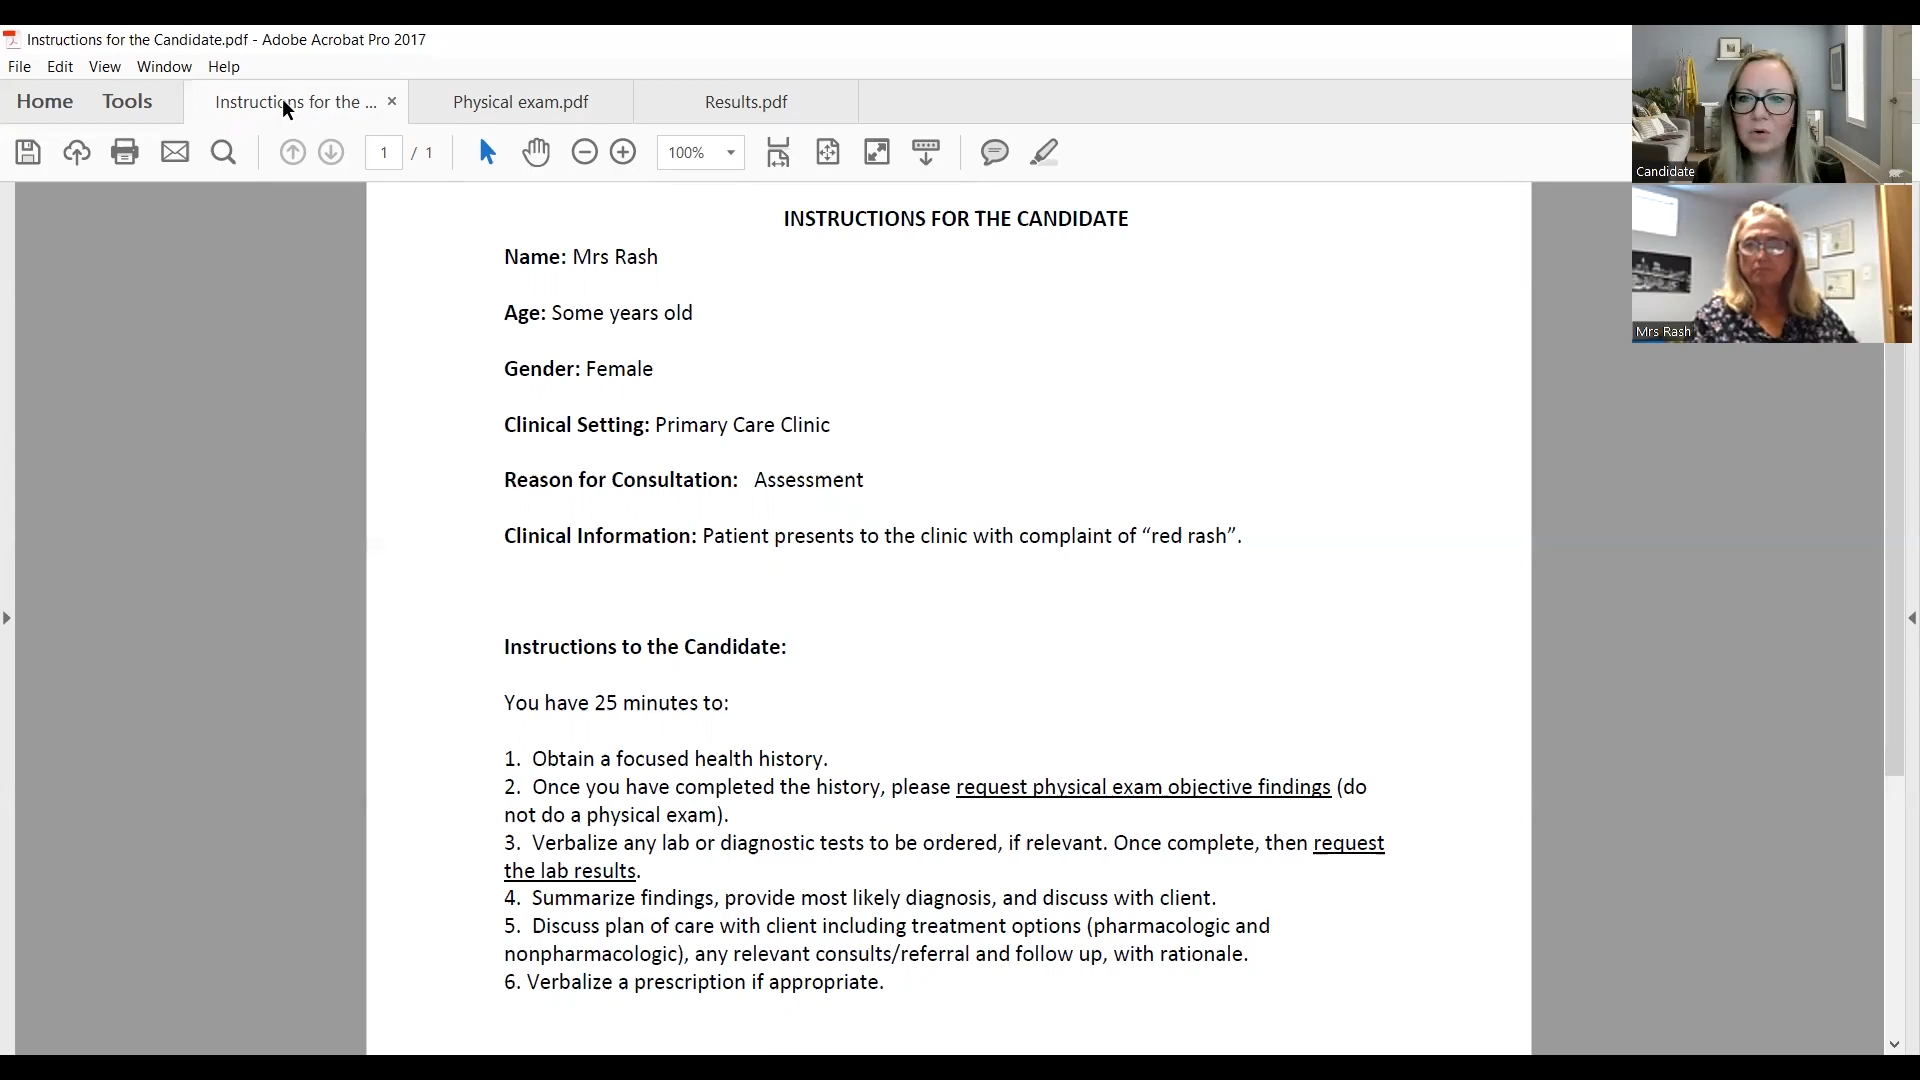 Instructions for the Candidate.pdf - Adobe Acrobat Pro 2017
File Edit View Window Help
Home Tools Instructions for the ... × Physical exam.pdf Results.pdf
1 / 1 100%
Candidate
Mrs Rash
INSTRUCTIONS FOR THE CANDIDATE
Name: Mrs Rash
Age: Some years old
Gender: Female
Clinical Setting: Primary Care Clinic
Reason for Consultation: Assessment
Clinical Information: Patient presents to the clinic with complaint of “red rash”.
Instructions to the Candidate:
You have 25 minutes to:
1. Obtain a focused health history.
2. Once you have completed the history, please request physical exam objective findings (do
not do a physical exam).
3. Verbalize any lab or diagnostic tests to be ordered, if relevant. Once complete, then request
the lab results.
4. Summarize findings, provide most likely diagnosis, and discuss with client.
5. Discuss plan of care with client including treatment options (pharmacologic and
nonpharmacologic), any relevant consults/referral and follow up, with rationale.
6. Verbalize a prescription if appropriate.